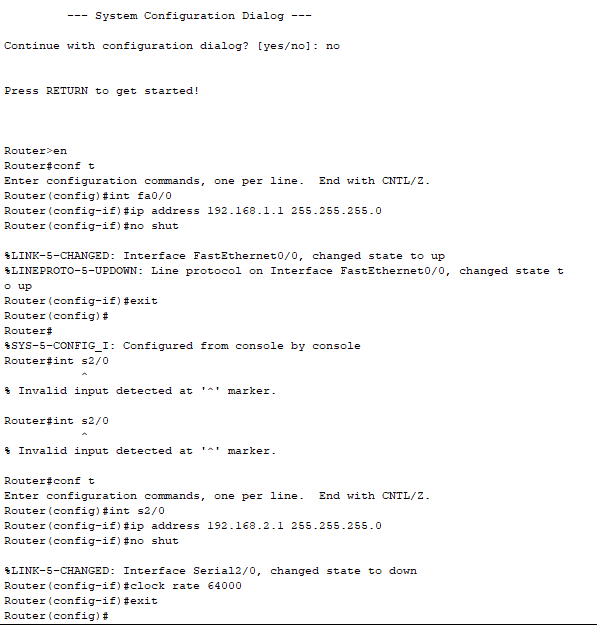 --- System Configuration Dialog ---
Continue with configuration dialog? [yes/no]: no
Press RETURN to get started!
Router>en
Router#conf t
Enter configuration commands, one per line.  End with CNTL/Z.
Router(config)#int fa0/0
Router(config-if)#ip address 192.168.1.1 255.255.255.0
Router(config-if)#no shut
%LINK-5-CHANGED: Interface FastEthernet0/0, changed state to up
%LINEPROTO-5-UPDOWN: Line protocol on Interface FastEthernet0/0, changed state t
o up
Router(config-if)#exit
Router(config)#
Router#
%SYS-5-CONFIG_I: Configured from console by console
Router#int s2/0
^
% Invalid input detected at '^' marker.
Router#int s2/0
^
% Invalid input detected at '^' marker.
Router#conf t
Enter configuration commands, one per line.  End with CNTL/Z.
Router(config)#int s2/0
Router(config-if)#ip address 192.168.2.1 255.255.255.0
Router(config-if)#no shut
%LINK-5-CHANGED: Interface Serial2/0, changed state to down
Router(config-if)#clock rate 64000
Router(config-if)#exit
Router(config)#